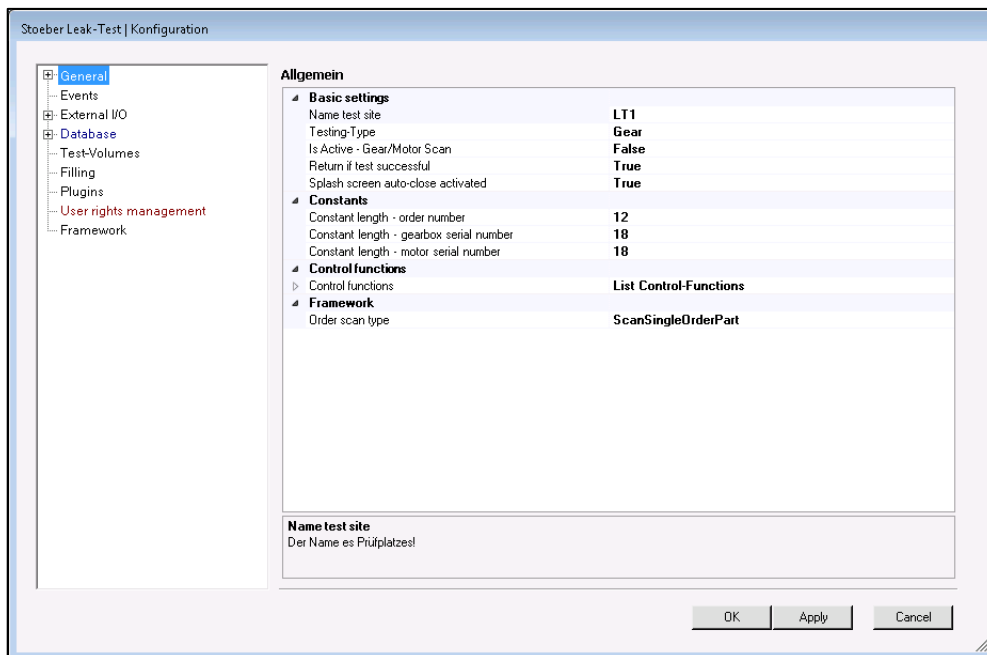 Stoeber Leak-Test | Konfiguration
General
Events
External I/O
Database
Test-Volumes
Filling
Plugins
User rights management
Framework
Allgemein
Basic settings
Name test site LT1
Testing-Type Gear
Is Active - Gear/Motor Scan False
Return if test successful True
Splash screen auto-close activated True
Constants
Constant length - order number 12
Constant length - gearbox serial number 18
Constant length - motor serial number 18
Control functions
Control functions List Control-Functions
Framework
Order scan type ScanSingleOrderPart
Name test site
Der Name es Prüfplatzes!
OK Apply Cancel